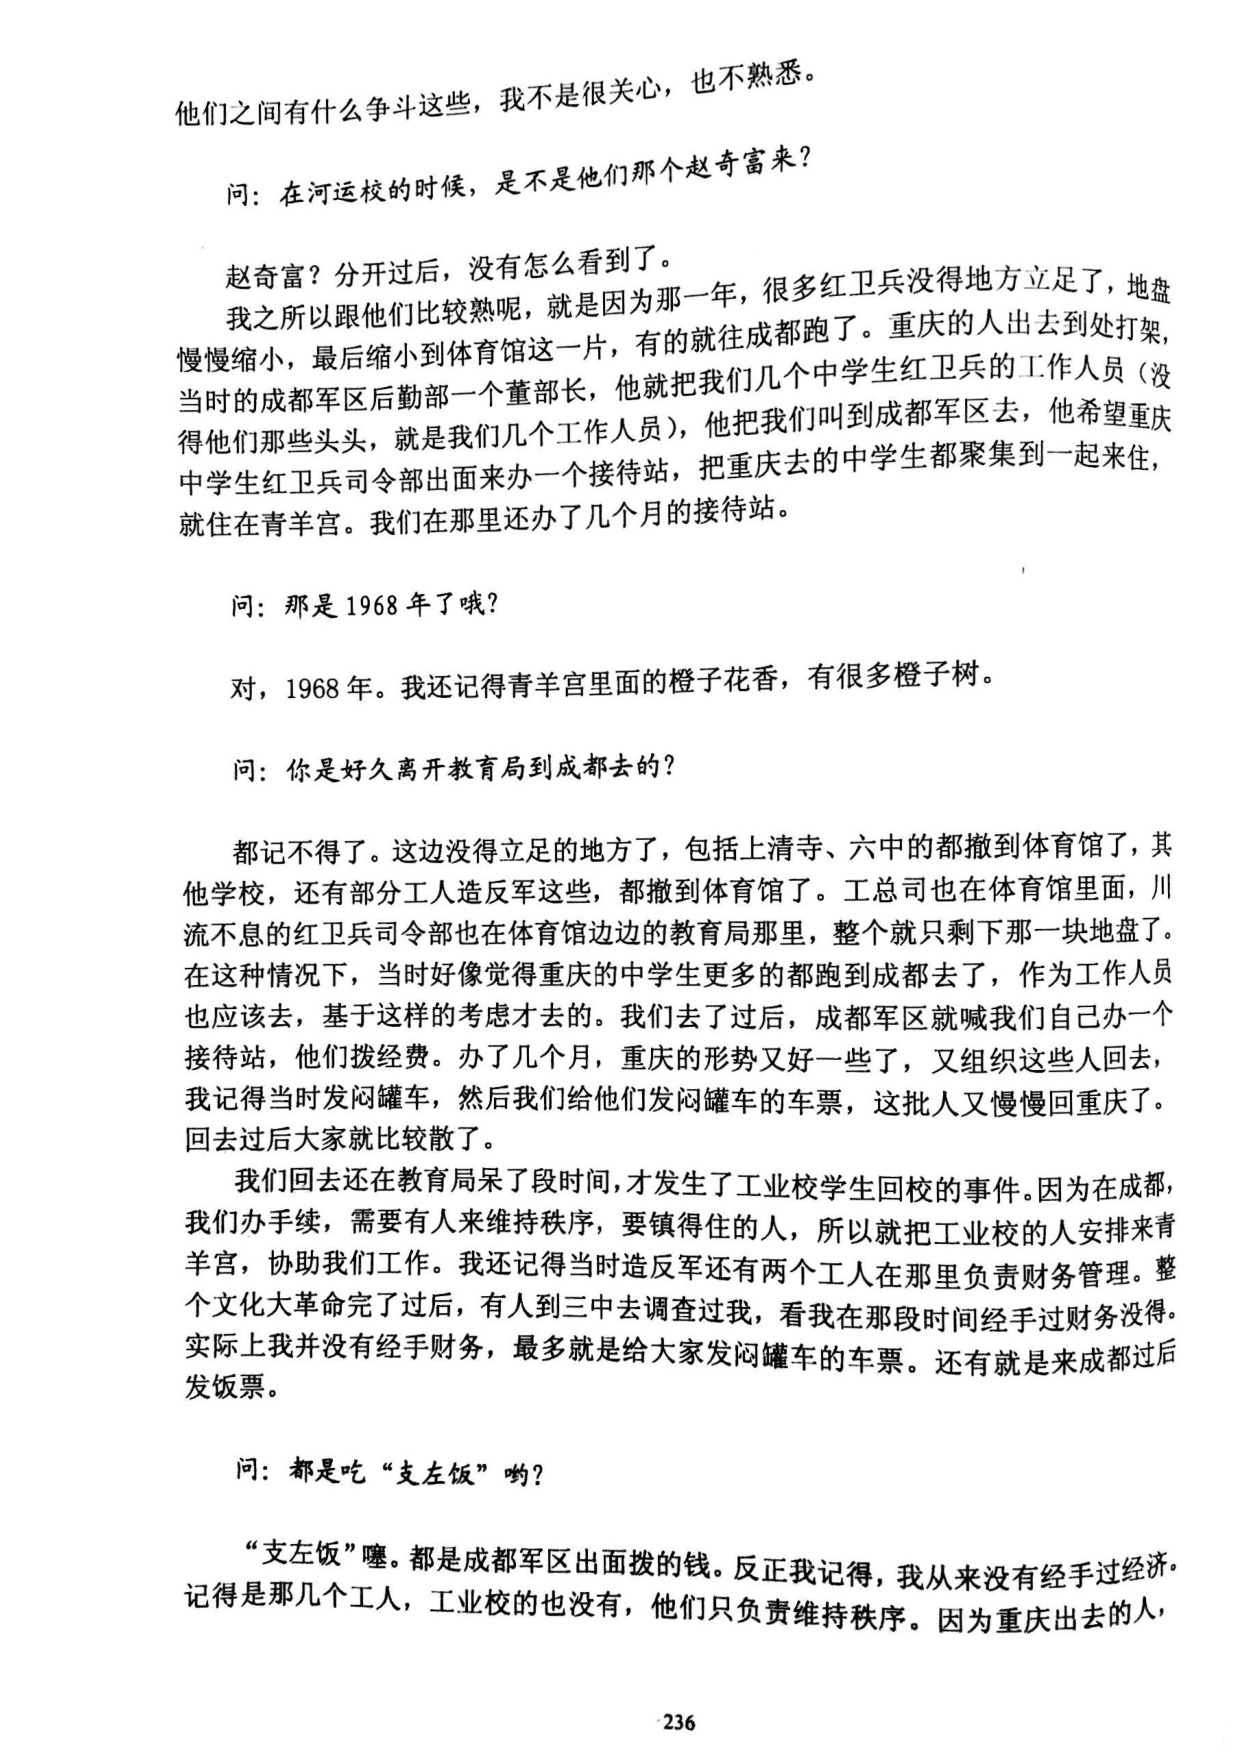 他们之间有什么争斗这些，我不是很关心，也不熟悉。
问：在河运校的时候，是不是他们那个赵奇富来？
赵奇富？分开过后，没有怎么看到了。
我之所以跟他们比较熟呢，就是因为那一年，很多红卫兵没得地方立足了，地盘
慢慢缩小，最后缩小到体育馆这一片，有的就往成都跑了。重庆的人出去到处打架，
当时的成都军区后勤部一个董部长，他就把我们几个中学生红卫兵的工作人员（没
得他们那些头头，就是我们几个工作人员），他把我们叫到成都军区去，他希望重庆
中学生红卫兵司令部出面来办一个接待站，把重庆去的中学生都聚集到一起来住，
就住在青羊宫。我们在那里还办了几个月的接待站。
问：那是1968年了哦？
对，1968年。我还记得青羊宫里面的橙子花香，有很多橙子树。
问：你是好久离开教育局到成都去的？
都记不得了。这边没得立足的地方了，包括上清寺、六中的都撤到体育馆了，其
他学校，还有部分工人造反军这些，都撤到体育馆了。工总司也在体育馆里面，川
流不息的红卫兵司令部也在体育馆边边的教育局那里，整个就只剩下那一块地盘了。
在这种情况下，当时好像觉得重庆的中学生更多的都跑到成都去了，作为工作人员
也应该去，基于这样的考虑才去的。我们去了过后，成都军区就喊我们自己办一个
接待站，他们拨经费。办了几个月，重庆的形势又好一些了，又组织这些人回去，
我记得当时发闷罐车，然后我们给他们发闷罐车的车票，这批人又慢慢回重庆了。
回去过后大家就比较散了。
我们回去还在教育局呆了段时间，才发生了工业校学生回校的事件。因为在成都，
我们办手续，需要有人来维持秩序，要镇得住的人，所以就把工业校的人安排来青
羊宫，协助我们工作。我还记得当时造反军还有两个工人在那里负责财务管理。整
个文化大革命完了过后，有人到三中去调查过我，看我在那段时间经手过财务没得。
实际上我并没有经手财务，最多就是给大家发闷罐车的车票。还有就是来成都过后
发饭票。
问：都是吃“支左饭”哟？
“支左饭”噻。都是成都军区出面拨的钱。反正我记得，我从来没有经手过经济。
记得是那几个工人，工业校的也没有，他们只负责维持秩序。因为重庆出去的人，
236